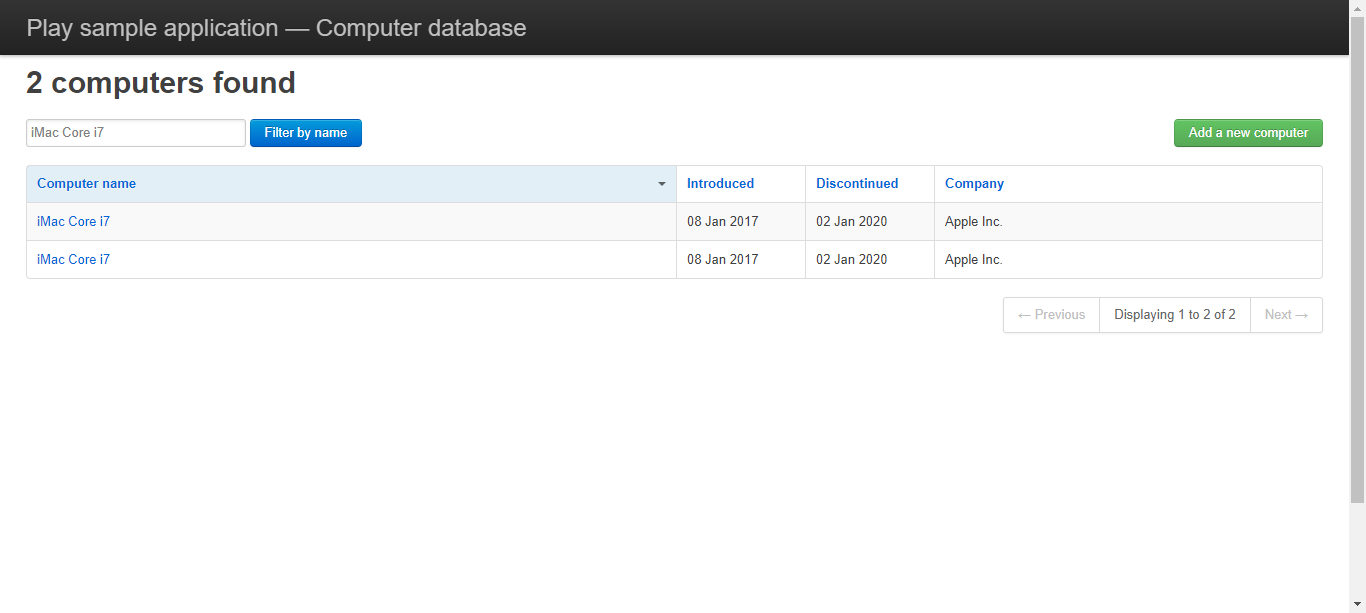 Play sample application — Computer database
2 computers found
iMac Core i7 Filter by name Add a new computer
Computer name Introduced Discontinued Company
iMac Core i7 08 Jan 2017 02 Jan 2020 Apple Inc.
iMac Core i7 08 Jan 2017 02 Jan 2020 Apple Inc.
← Previous Displaying 1 to 2 of 2 Next →